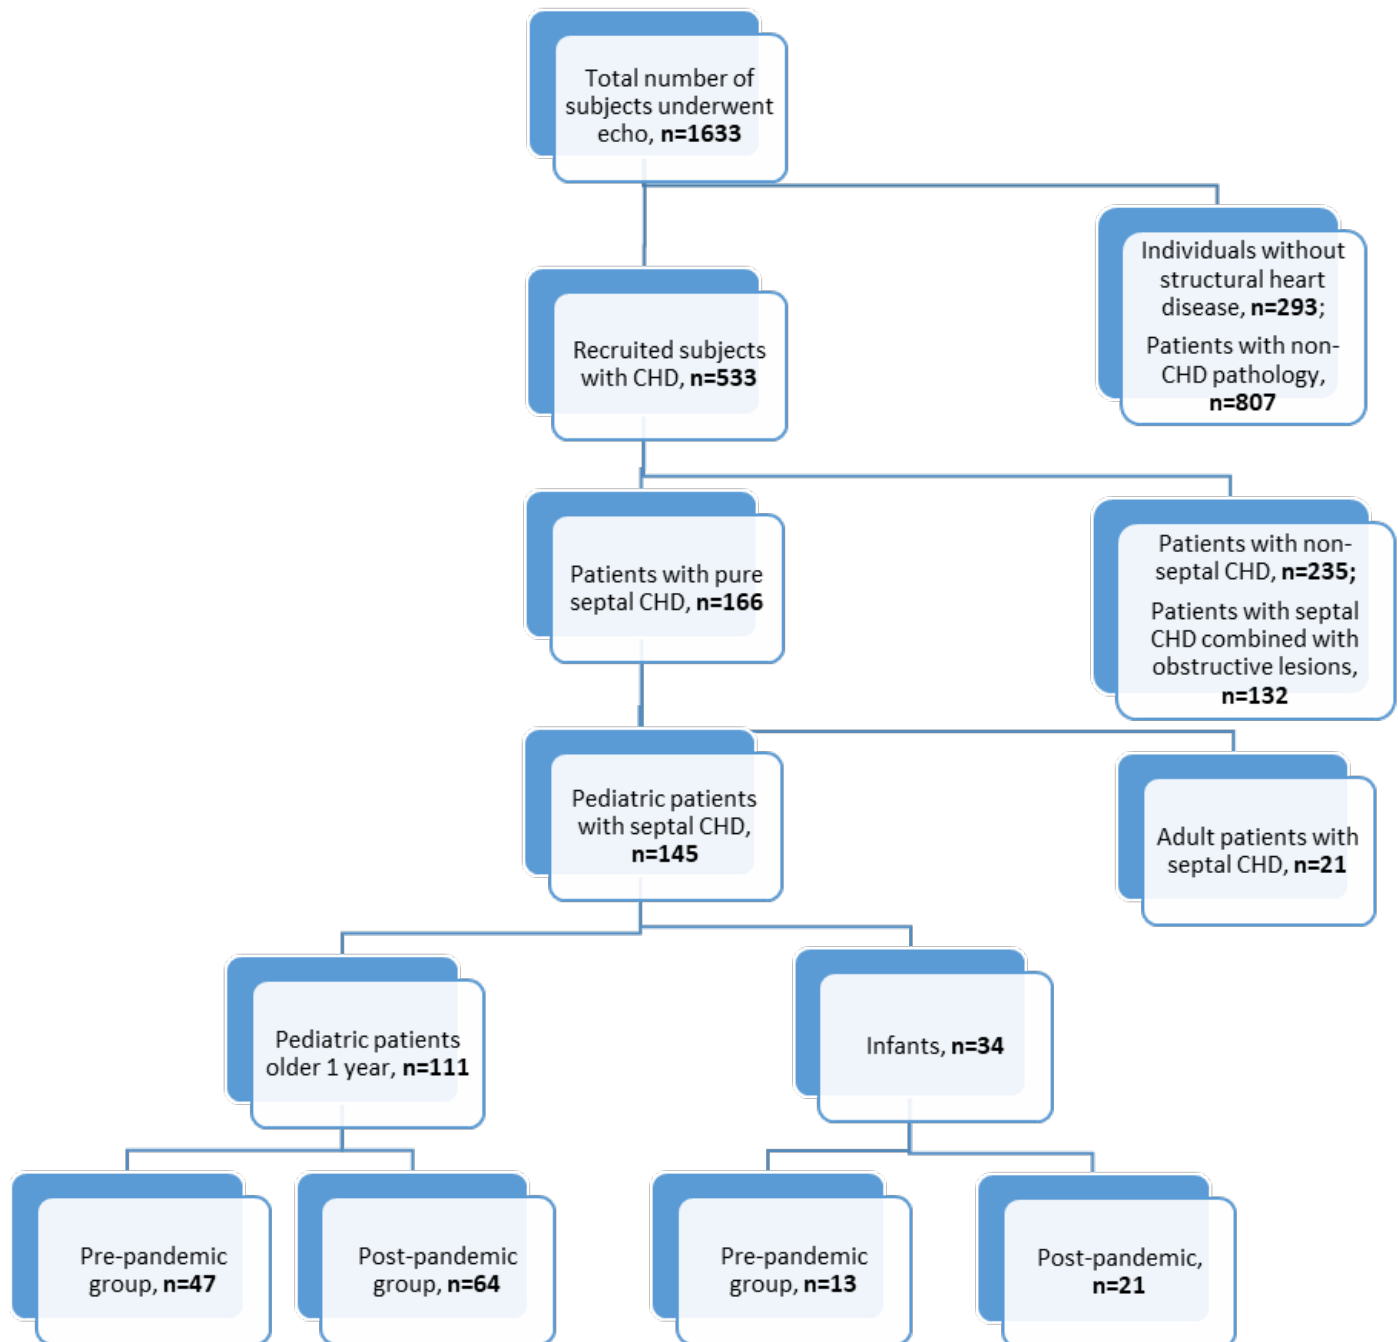 Total number of
subjects underwent
echo, n=1633
Individuals without
structural heart
disease, n=293;
Patients with non-
CHD pathology,
n=807
Recruited subjects
with CHD, n=533
Patients with pure
septal CHD, n=166
Patients with non-
septal CHD, n=235;
Patients with septal
CHD combined with
obstructive lesions,
n=132
Pediatric patients
with septal CHD,
n=145
Adult patients with
septal CHD, n=21
Pediatric patients
older 1 year, n=111
Infants, n=34
Pre-pandemic
group, n=47
Post-pandemic
group, n=64
Pre-pandemic
group, n=13
Post-pandemic,
n=21